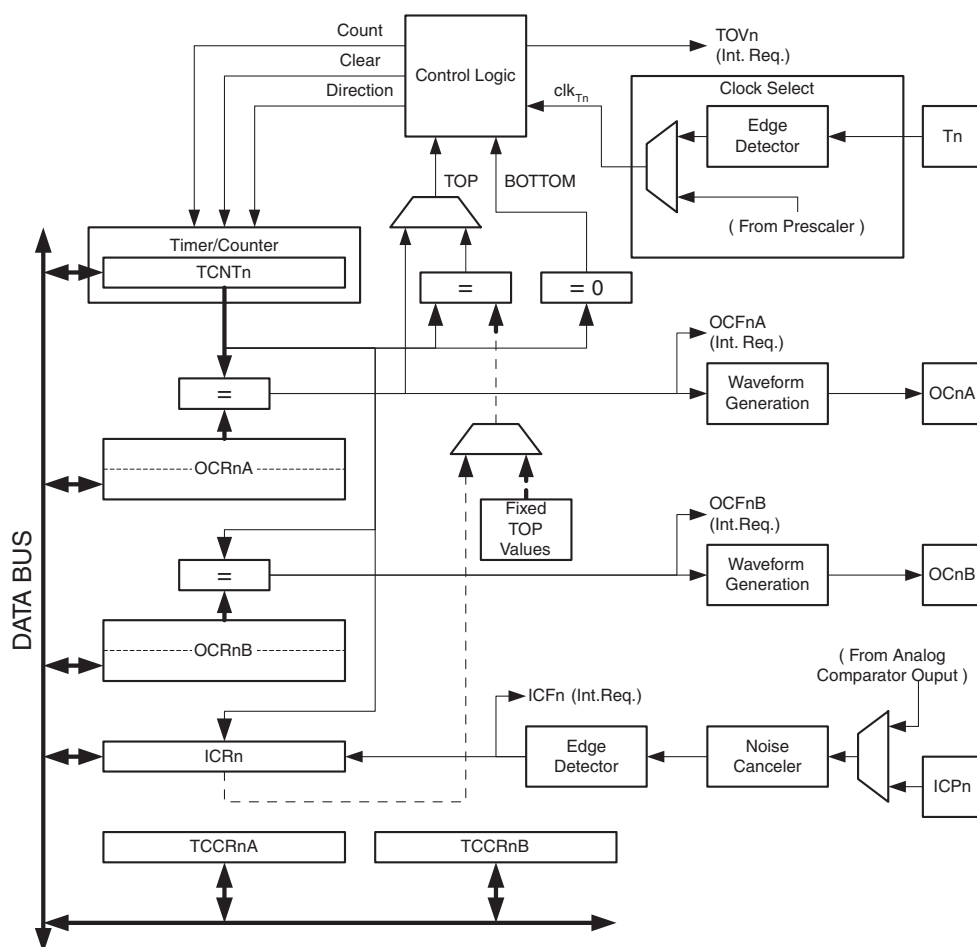 Count
Clear
Direction
Control Logic
TOVn
(Int. Req.)
clkTn
Clock Select
Edge
Detector
Tn
( From Prescaler )
TOP
BOTTOM
Timer/Counter
TCNTn
=
= 0
OCFnA
(Int. Req.)
=
Waveform
Generation
OCnA
OCRnA
Fixed
TOP
Values
OCFnB
(Int.Req.)
=
Waveform
Generation
OCnB
DATA BUS
OCRnB
( From Analog
Comparator Ouput )
ICFn (Int.Req.)
ICRn
Edge
Detector
Noise
Canceler
ICPn
TCCRnA
TCCRnB